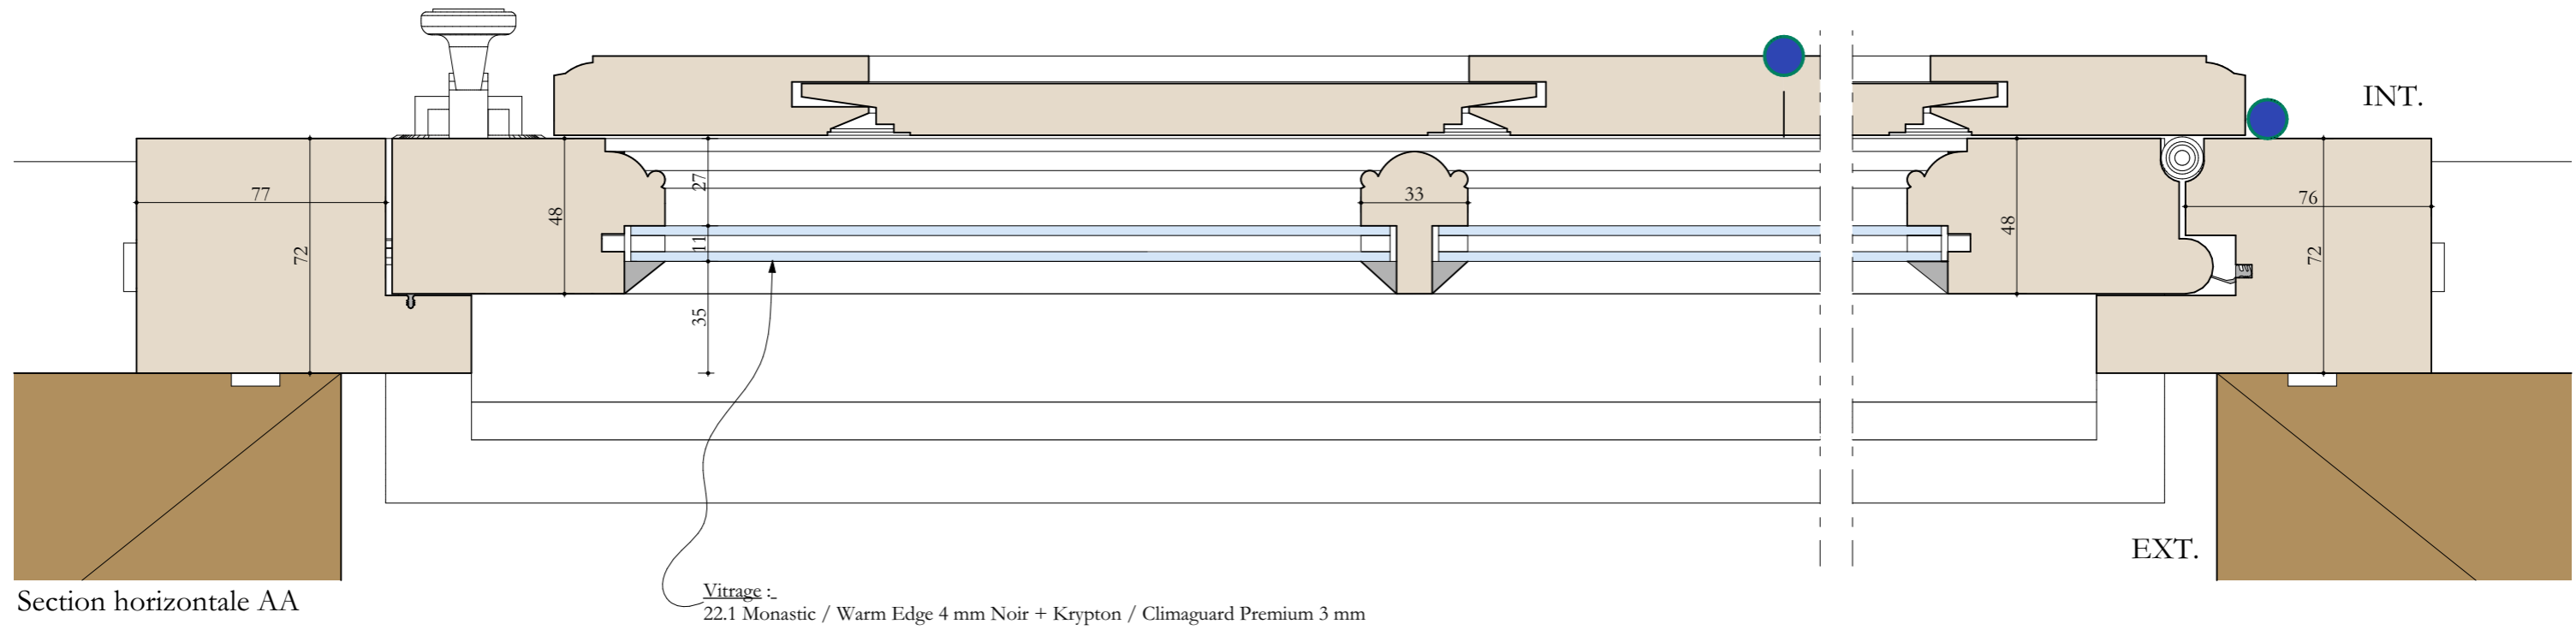 INT.
77
72
48
27
11
35
33
48
76
72
EXT.
Section horizontale AA
Vitrage :
22.1 Monastic / Warm Edge 4 mm Noir + Krypton / Climaguard Premium 3 mm